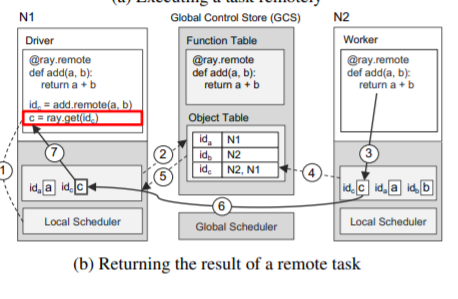 (a) Executing a task remotely
N1
Global Control Store (GCS)
N2
Driver
@ray.remote
def add(a, b):
return a + b
id_c = add.remote(a, b)
c = ray.get(id_c)
Function Table
@ray.remote
def add(a, b):
return a + b
Worker
@ray.remote
def add(a, b):
return a + b
Object Table
id_a N1
id_b N2
id_c N2, N1
1
2
3
4
5
6
7
id_a a id_c c
id_c c id_a a id_b b
Local Scheduler
Global Scheduler
Local Scheduler
(b) Returning the result of a remote task